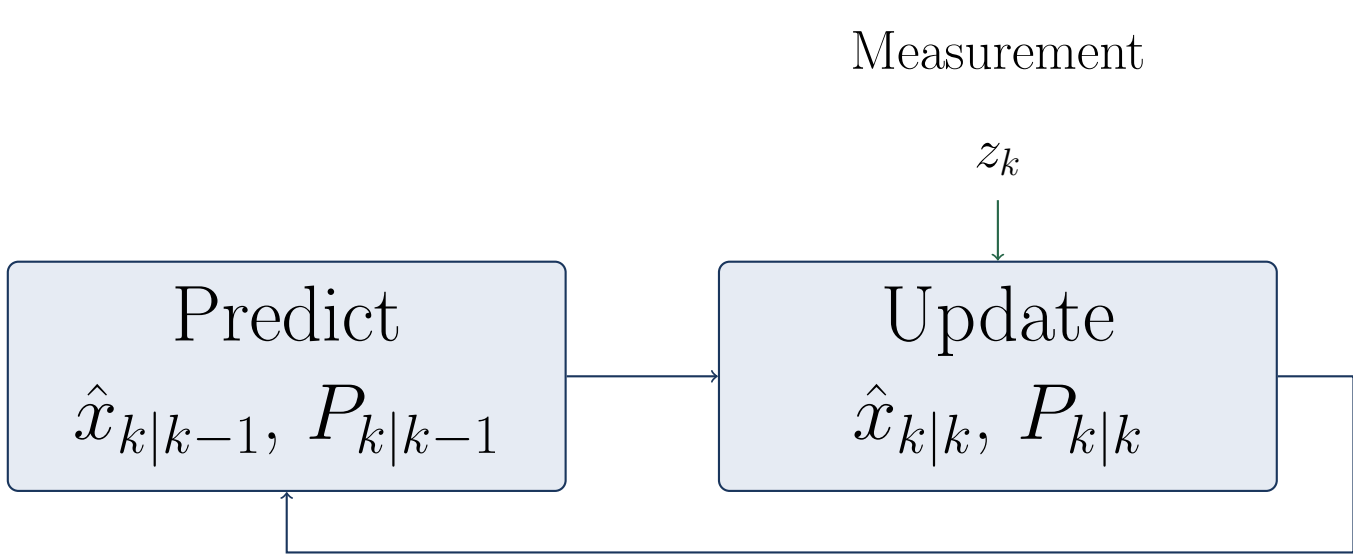 Measurement
z_k
Predict
x̂_{k|k−1}, P_{k|k−1}
Update
x̂_{k|k}, P_{k|k}